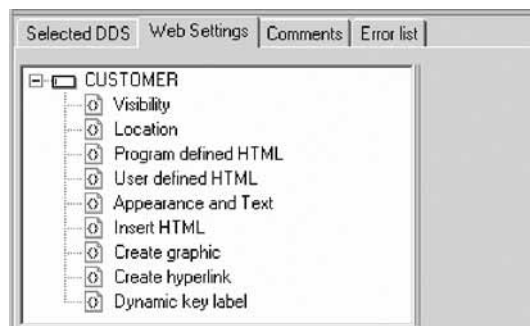 Selected DDS Web Settings Comments Error list
CUSTOMER
Visibility
Location
Program defined HTML
User defined HTML
Appearance and Text
Insert HTML
Create graphic
Create hyperlink
Dynamic key label